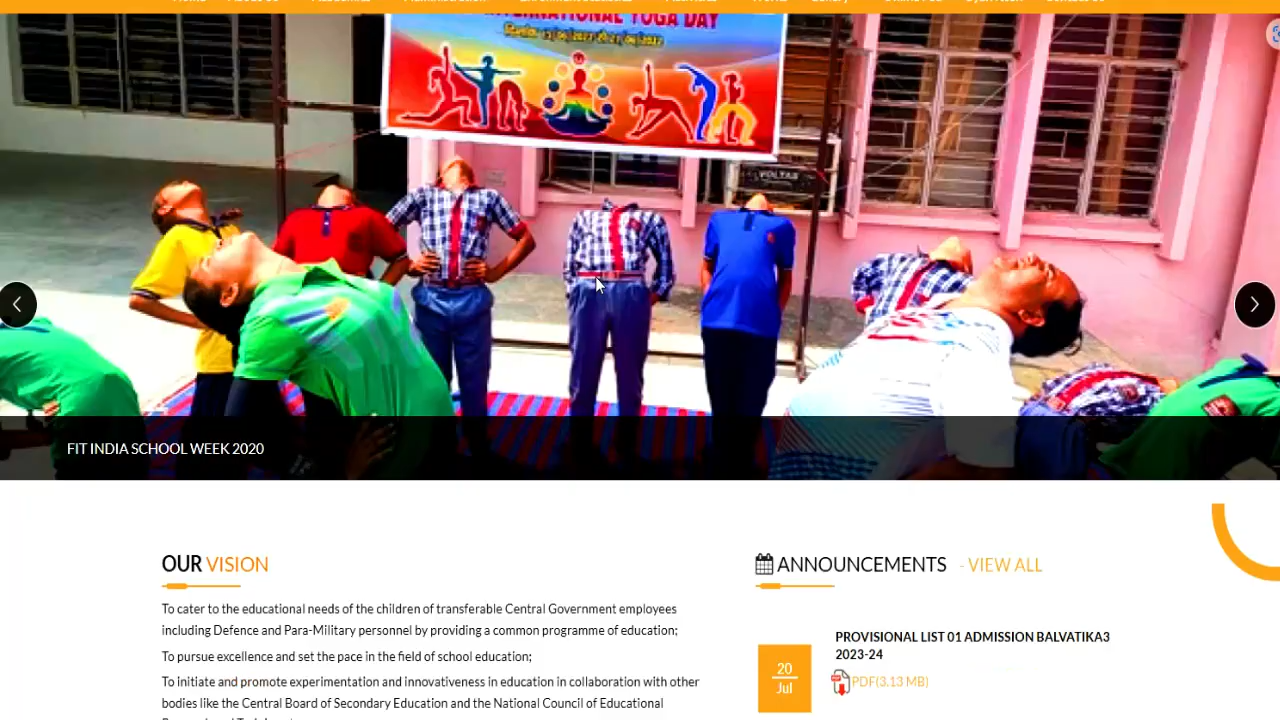 INTERNATIONAL YOGA DAY
VOLTAS
FIT INDIA SCHOOL WEEK 2020
OUR VISION
ANNOUNCEMENTS - VIEW ALL
To cater to the educational needs of the children of transferable Central Government employees
including Defence and Para-Military personnel by providing a common programme of education;
To pursue excellence and set the pace in the field of school education;
To initiate and promote experimentation and innovativeness in education in collaboration with other
bodies like the Central Board of Secondary Education and the National Council of Educational
PROVISIONAL LIST 01 ADMISSION BALVATIKA3
2023-24
20
Jul
PDF(3.13 MB)